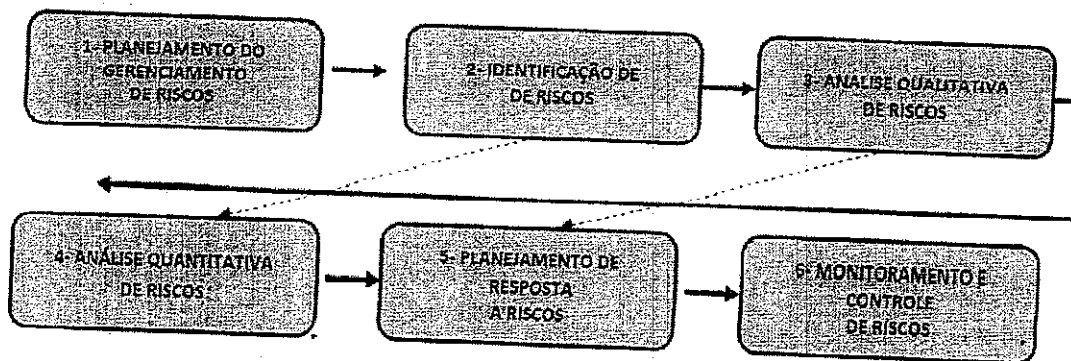 1- PLANEJAMENTO DO
GERENCIAMENTO
DE RISCOS
2- IDENTIFICAÇÃO DE
DE RISCOS
3- ANÁLISE QUALITATIVA
DE RISCOS
4- ANÁLISE QUANTITATIVA
DE RISCOS
5- PLANEJAMENTO DE
RESPOSTA
A RISCOS
6- MONITORAMENTO E
CONTROLE
DE RISCOS